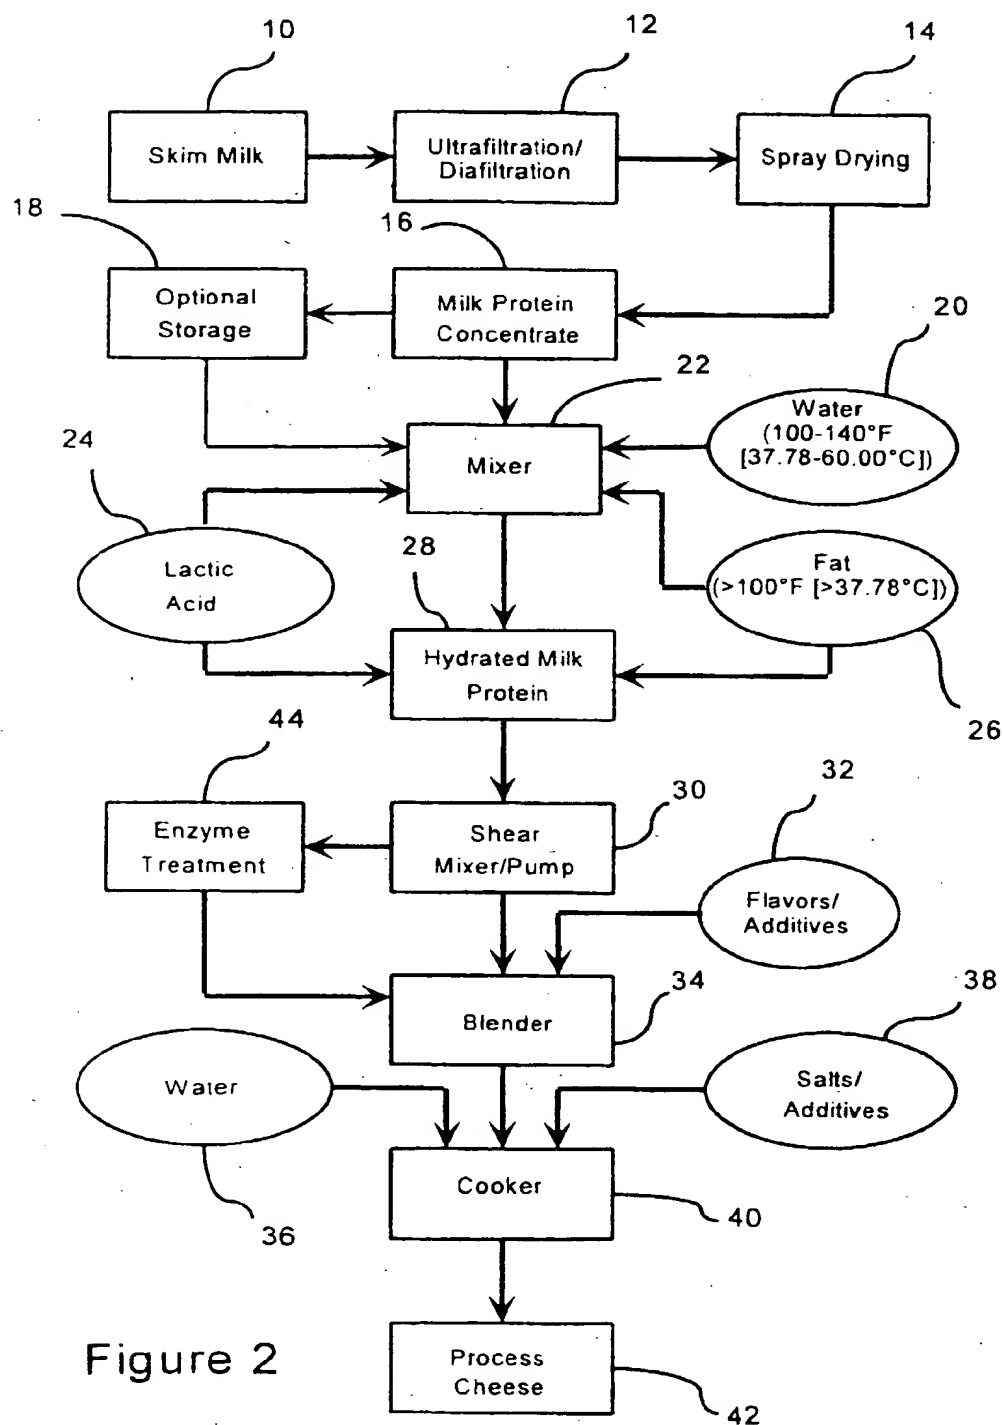 10
12
14
Skim Milk
Ultrafiltration/
Diafiltration
Spray Drying
18
16
Optional
Storage
Milk Protein
Concentrate
20
22
Water
(100-140°F
[37.78-60.00°C])
24
Mixer
28
Lactic
Acid
Fat
(>100°F [>37.78°C])
Hydrated Milk
Protein
26
44
32
30
Enzyme
Treatment
Shear
Mixer/Pump
Flavors/
Additives
34
38
Blender
Water
Salts/
Additives
Cooker
40
36
Figure 2
Process
Cheese
42